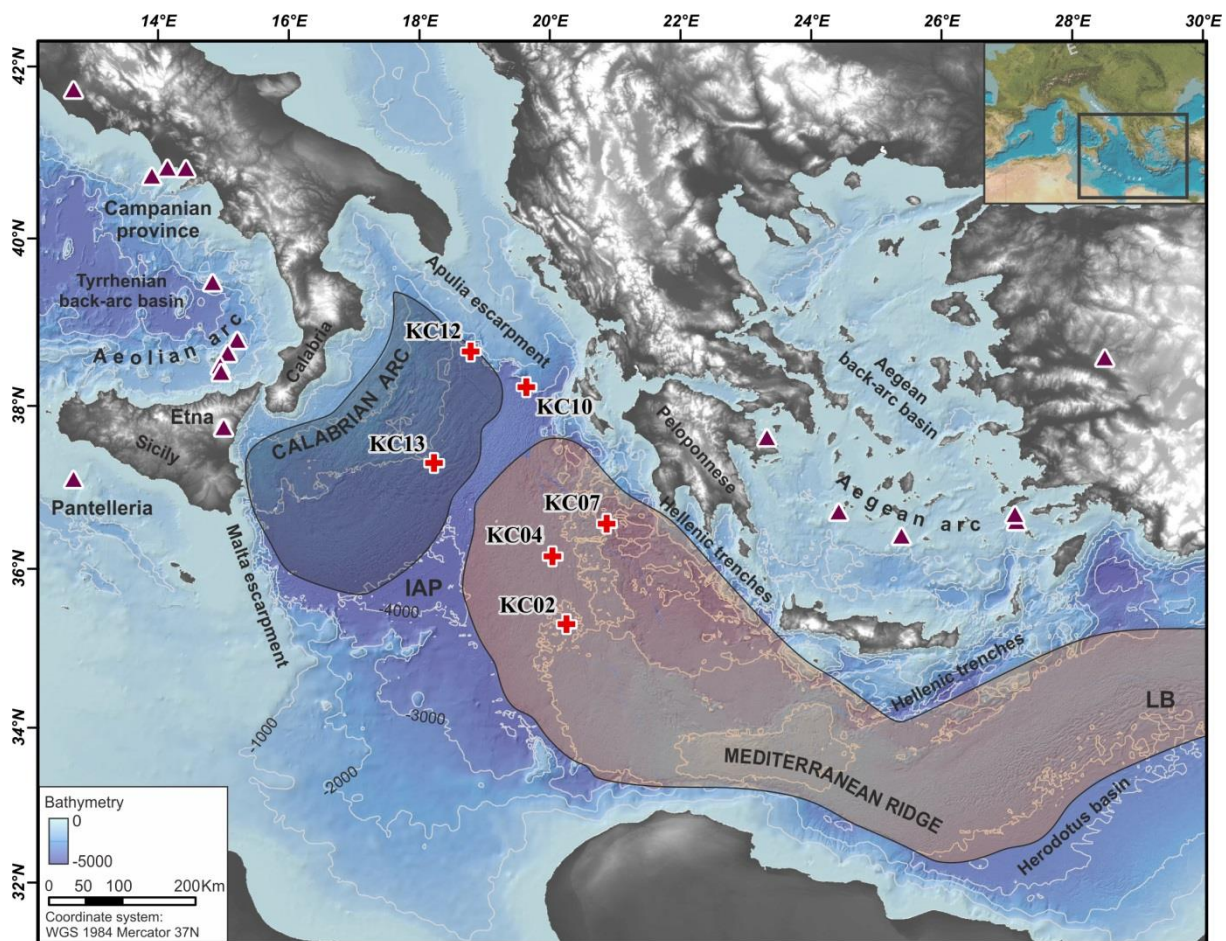 14°E 16°E 18°E 20°E 22°E 24°E 26°E 28°E 30°E
42°N
40°N
38°N
36°N
34°N
32°N
E
Campanian
province
Tyrrhenian
back-arc basin
Aeolian arc
Calabria
Etna
Sicily
Pantelleria
Malta escarpment
CALABRIAN ARC
Apulia escarpment
KC12
KC10
KC13
KC07
KC04
KC02
IAP
-4000
-3000
-1000
-2000
Peloponnese
Aegean
back-arc basin
Aegean arc
Hellenic trenches
Hellenic trenches
LB
MEDITERRANEAN RIDGE
Herodotus basin
Bathymetry
0
-5000
0 50 100 200Km
Coordinate system:
WGS 1984 Mercator 37N